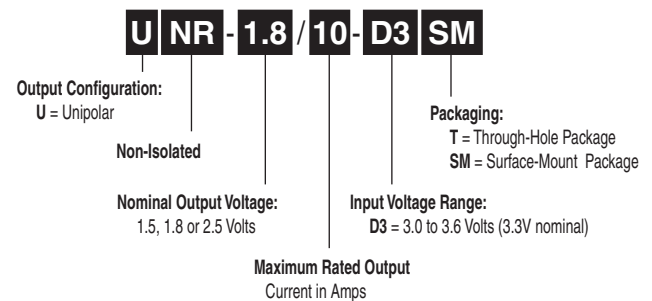 U NR - 1.8 / 10 - D3 SM
Output Configuration:
U = Unipolar
Non-Isolated
Nominal Output Voltage:
1.5, 1.8 or 2.5 Volts
Maximum Rated Output
Current in Amps
Input Voltage Range:
D3 = 3.0 to 3.6 Volts (3.3V nominal)
Packaging:
T = Through-Hole Package
SM = Surface-Mount Package